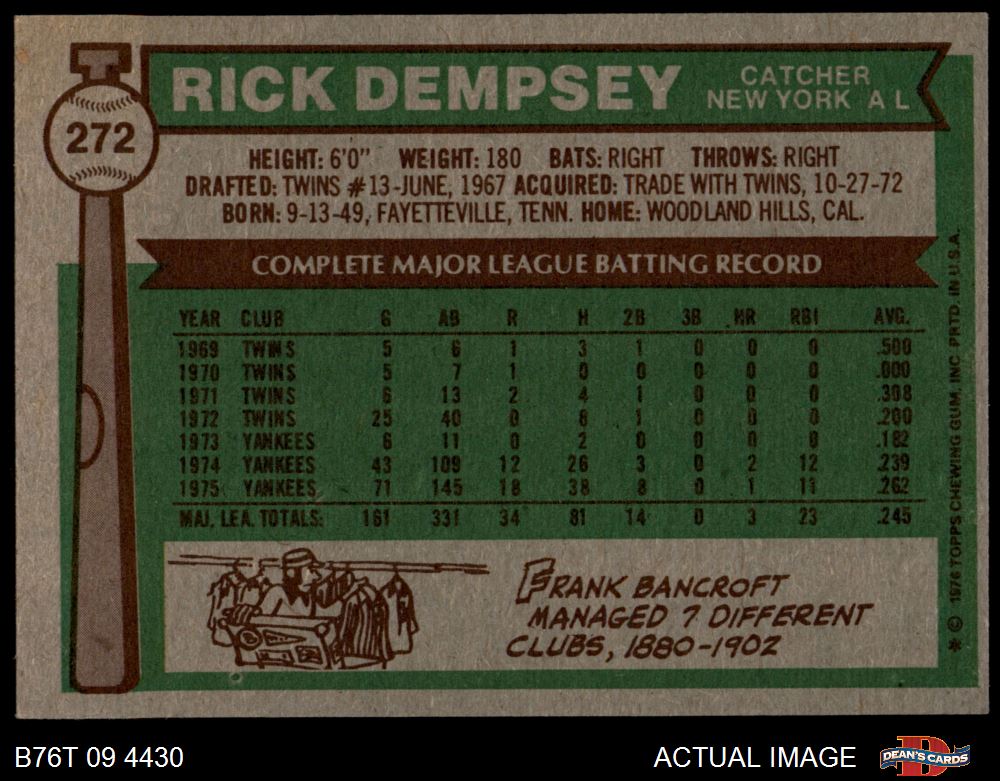 272
RICK DEMPSEY
CATCHER
NEW YORK A L
HEIGHT: 6'0" WEIGHT: 180 BATS: RIGHT THROWS: RIGHT
DRAFTED: TWINS #13-JUNE, 1967 ACQUIRED: TRADE WITH TWINS, 10-27-72
BORN: 9-13-49, FAYETTEVILLE, TENN. HOME: WOODLAND HILLS, CAL.
COMPLETE MAJOR LEAGUE BATTING RECORD
YEAR CLUB G AB R H 2B 3B HR RBI AVG.
1969 TWINS 5 6 1 3 1 0 0 0 .500
1970 TWINS 5 7 1 0 0 0 0 0 .000
1971 TWINS 6 13 2 4 1 0 0 0 .308
1972 TWINS 25 40 0 8 1 0 0 0 .200
1973 YANKEES 6 11 0 2 0 0 0 0 .182
1974 YANKEES 43 109 12 26 3 0 2 12 .239
1975 YANKEES 71 145 18 38 8 0 1 11 .262
MAJ. LEA. TOTALS: 161 331 34 81 14 0 3 23 .245
FRANK BANCROFT
MANAGED 7 DIFFERENT
CLUBS, 1880-1902
* © 1976 TOPPS CHEWING GUM, INC. PRTD. IN U.S.A.
B76T 09 4430
ACTUAL IMAGE
DEAN'S CARDS